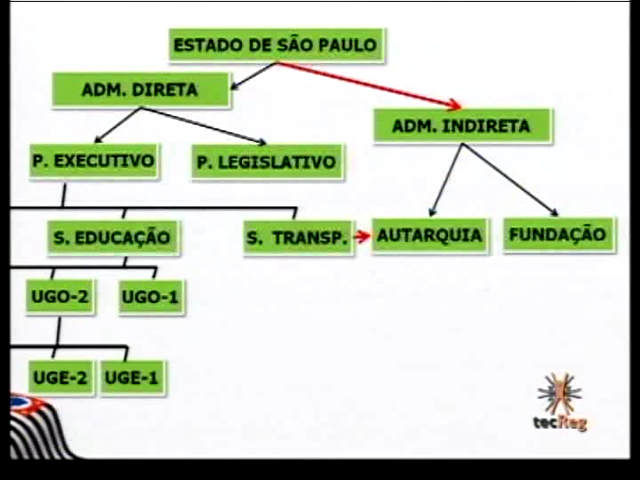 ESTADO DE SÃO PAULO
ADM. DIRETA
ADM. INDIRETA
P. EXECUTIVO
P. LEGISLATIVO
S. EDUCAÇÃO
S. TRANSP.
AUTARQUIA
FUNDAÇÃO
UGO-2
UGO-1
UGE-2
UGE-1
tecReg